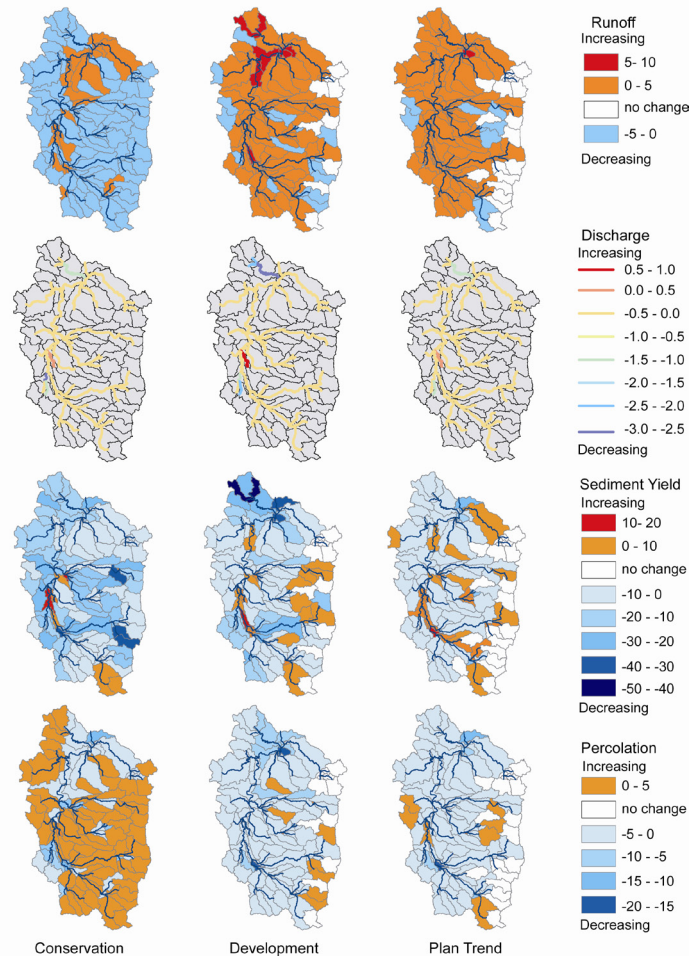 Runoff
Increasing
5- 10
0 - 5
no change
-5 - 0
Decreasing
Discharge
Increasing
0.5 - 1.0
0.0 - 0.5
-0.5 - 0.0
-1.0 - -0.5
-1.5 - -1.0
-2.0 - -1.5
-2.5 - -2.0
-3.0 - -2.5
Decreasing
Sediment Yield
Increasing
10- 20
0 - 10
no change
-10 - 0
-20 - -10
-30 - -20
-40 - -30
-50 - -40
Decreasing
Percolation
Increasing
0 - 5
no change
-5 - 0
-10 - -5
-15 - -10
-20 - -15
Decreasing
Conservation
Development
Plan Trend